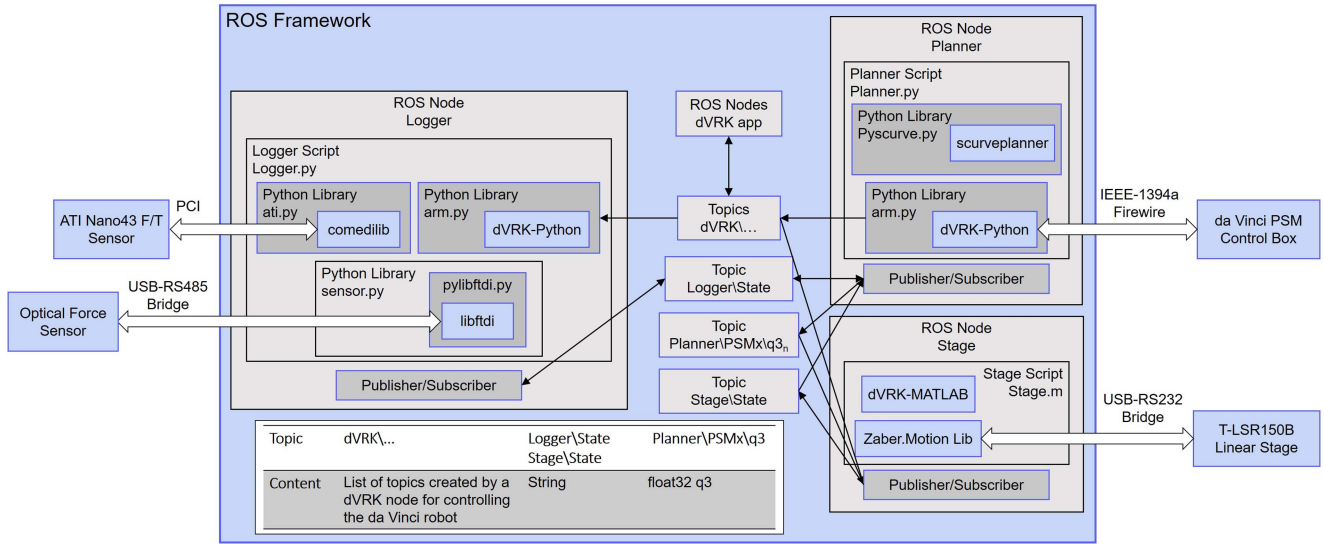 ROS Framework
ROS Node
Logger
Logger Script
Logger.py
Python Library
ati.py
comedilib
Python Library
arm.py
dVRK-Python
Python Library
sensor.py
pylibftdi.py
libftdi
Publisher/Subscriber
ATI Nano43 F/T
Sensor
PCI
Optical Force
Sensor
USB-RS485
Bridge
ROS Nodes
dVRK app
Topics
dVRK\...
Topic
Logger\State
Topic
Planner\PSMx\q3n
Topic
Stage\State
ROS Node
Planner
Planner Script
Planner.py
Python Library
Pyscurve.py
scurveplanner
Python Library
arm.py
dVRK-Python
Publisher/Subscriber
IEEE-1394a
Firewire
da Vinci PSM
Control Box
ROS Node
Stage
Stage Script
Stage.m
dVRK-MATLAB
Zaber.Motion Lib
Publisher/Subscriber
USB-RS232
Bridge
T-LSR150B
Linear Stage
Topic dVRK\... Logger\State Planner\PSMx\q3
Stage\State
Content List of topics created by a String float32 q3
dVRK node for controlling
the da Vinci robot